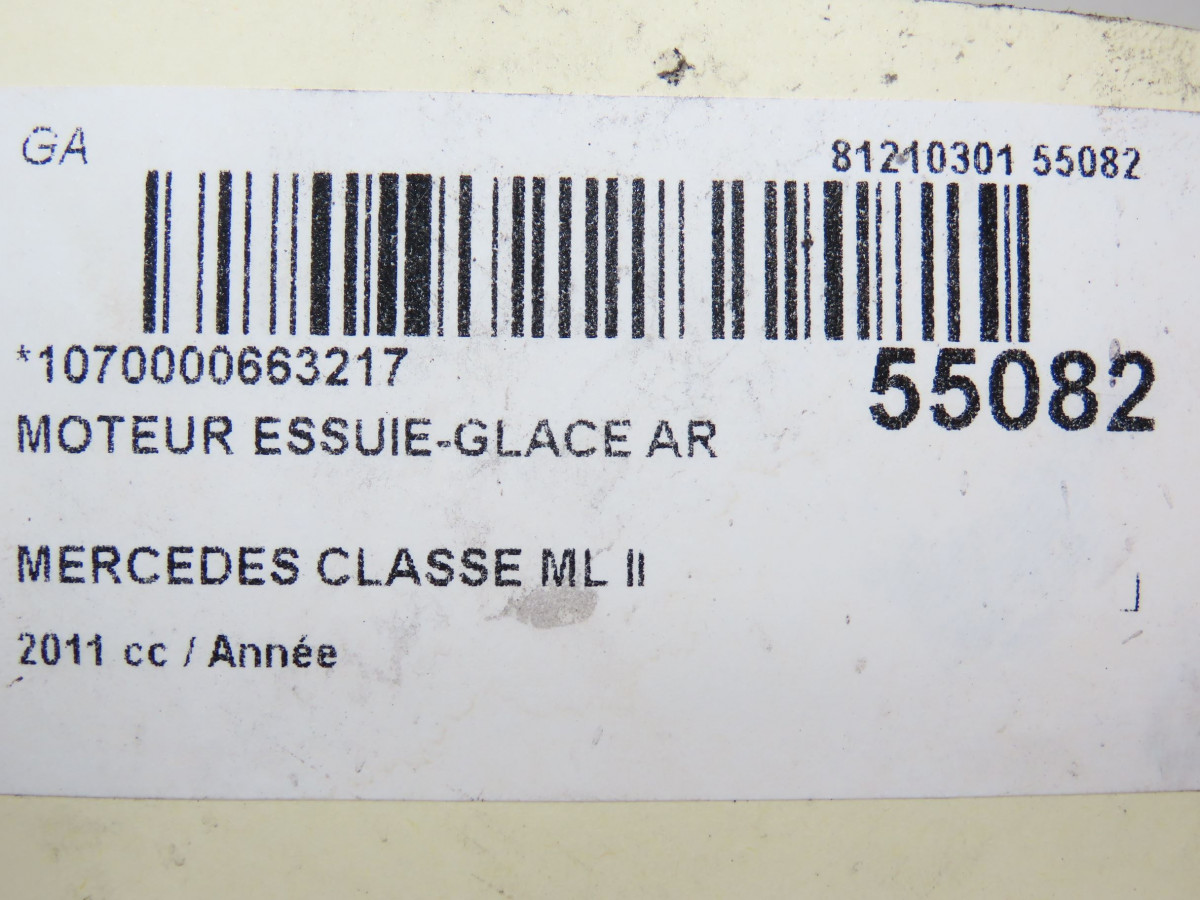 GA
81210301 55082
*1070000663217
55082
MOTEUR ESSUIE-GLACE AR
MERCEDES CLASSE ML II
2011 cc / Année